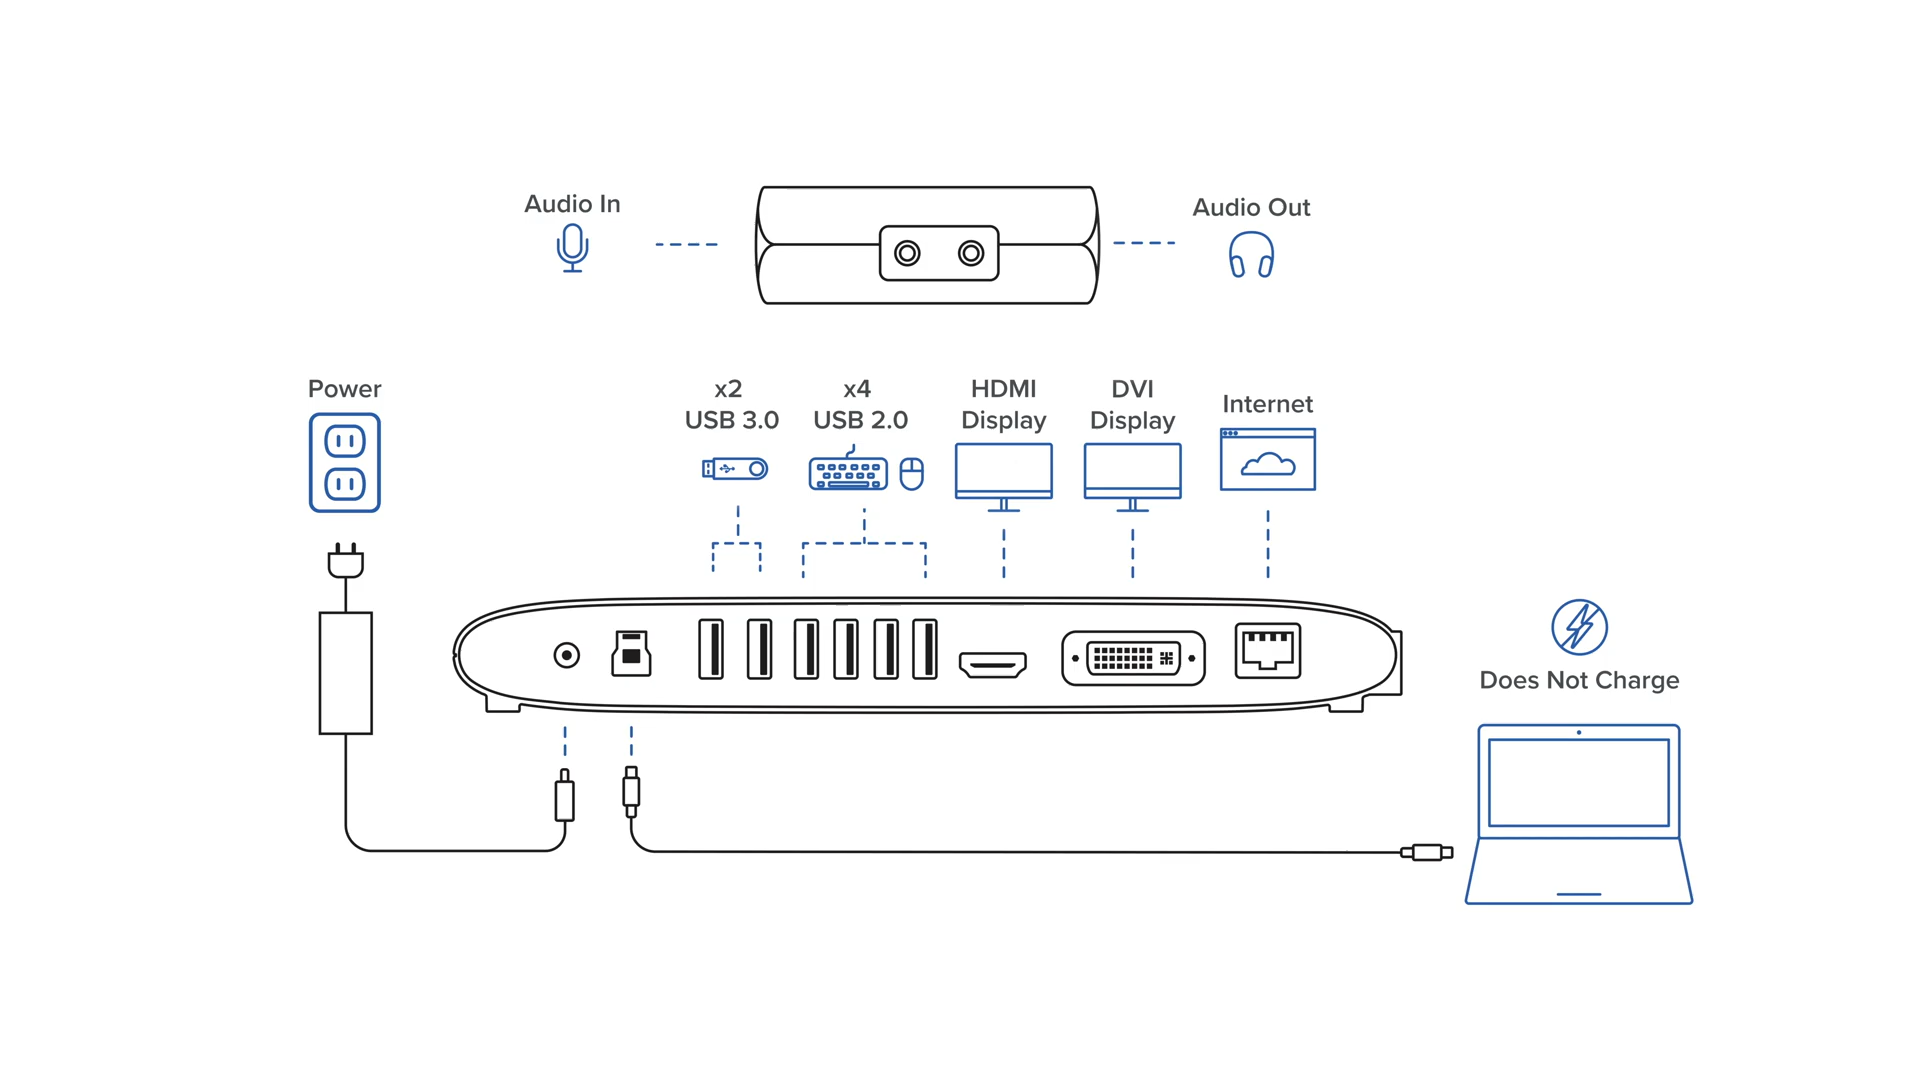 Audio In
Audio Out
Power
x2
USB 3.0
x4
USB 2.0
HDMI
Display
DVI
Display
Internet
Does Not Charge